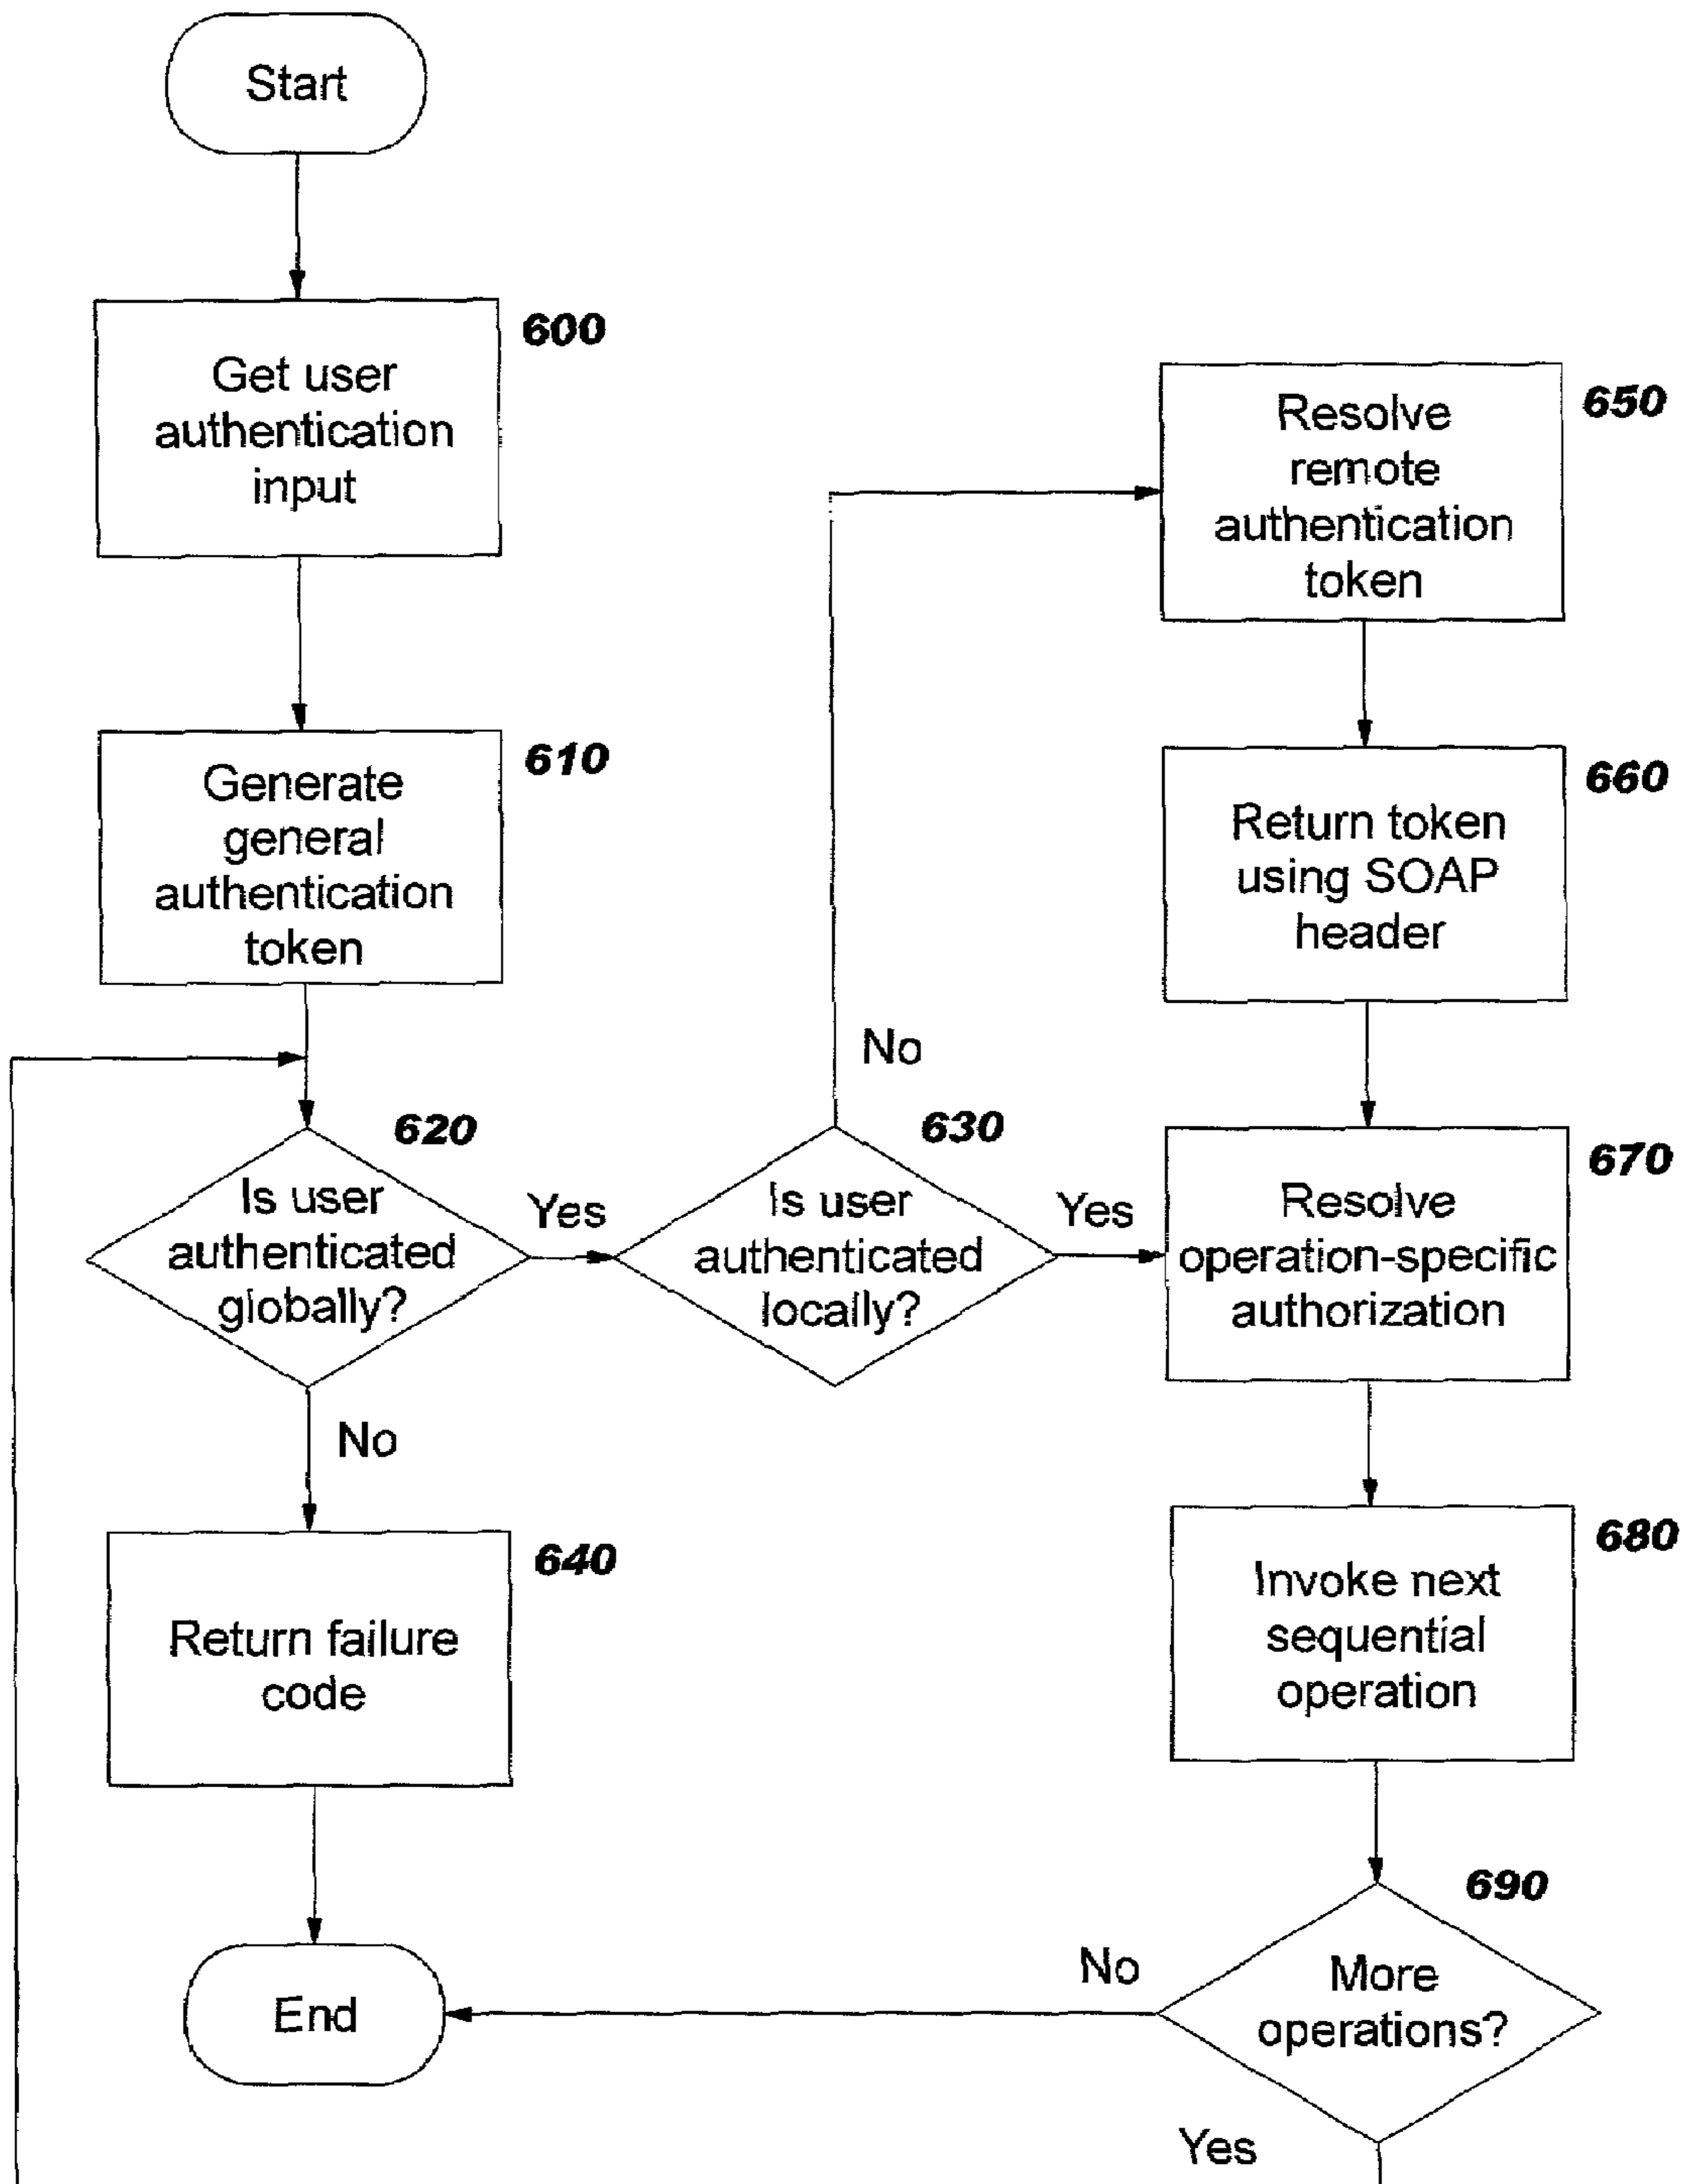 Start
600
Get user
authentication
input
610
Generate
general
authentication
token
620
Is user
authenticated
globally?
Yes
No
630
Is user
authenticated
locally?
No
Yes
640
Return failure
code
End
650
Resolve
remote
authentication
token
660
Return token
using SOAP
header
670
Resolve
operation-specific
authorization
680
Invoke next
sequential
operation
690
More
operations?
No
Yes